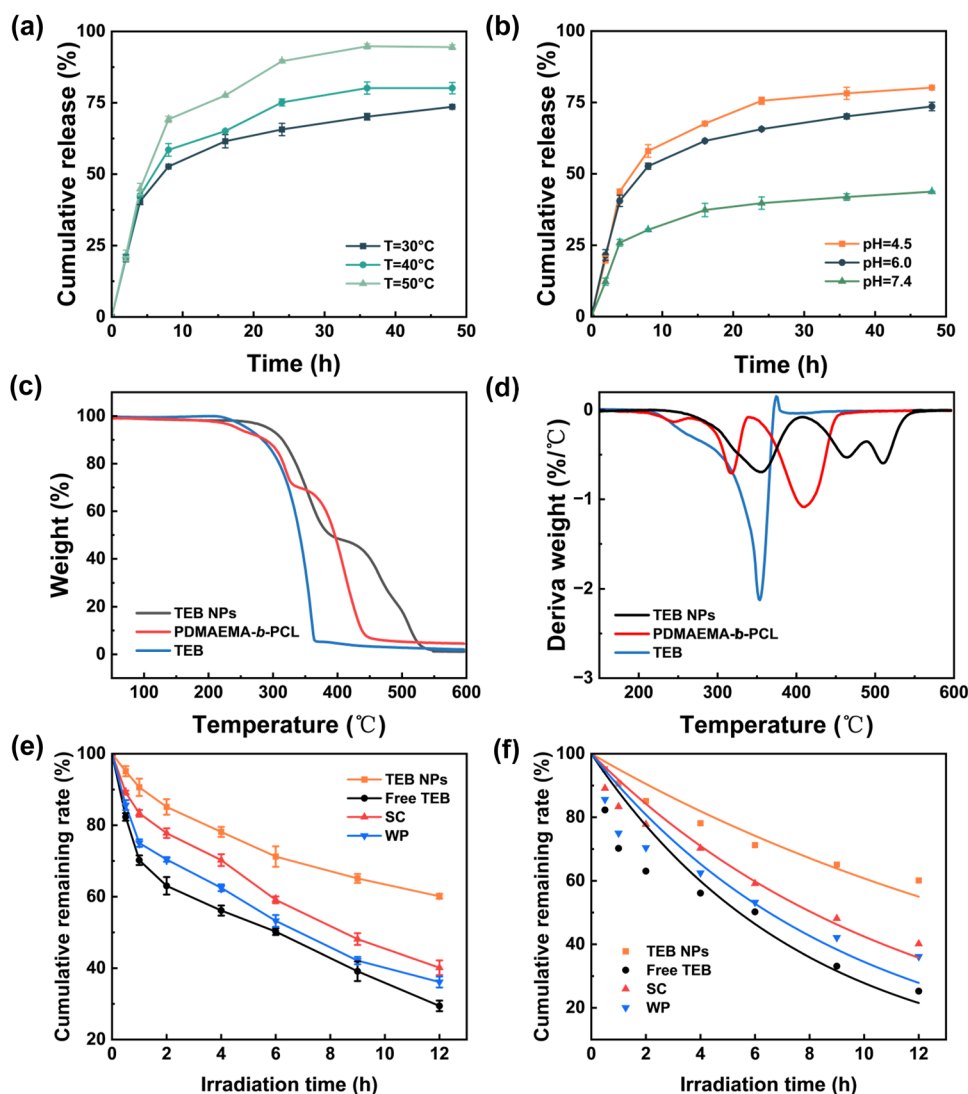 (a)
Cumulative release (%)
100
75
50
25
0
0 10 20 30 40 50
Time (h)
T=30°C
T=40°C
T=50°C
(b)
Cumulative release (%)
100
75
50
25
0
0 10 20 30 40 50
Time (h)
pH=4.5
pH=6.0
pH=7.4
(c)
Weight (%)
100
80
60
40
20
0
100 200 300 400 500 600
Temperature (℃)
TEB NPs
PDMAEMA-b-PCL
TEB
(d)
Deriva weight (%/℃)
0
−1
−2
−3
200 300 400 500 600
Temperature (℃)
TEB NPs
PDMAEMA-b-PCL
TEB
(e)
Cumulative remaining rate (%)
100
80
60
40
20
0 2 4 6 8 10 12
Irradiation time (h)
TEB NPs
Free TEB
SC
WP
(f)
Cumulative remaining rate (%)
100
80
60
40
20
0 2 4 6 8 10 12
Irradiation time (h)
TEB NPs
Free TEB
SC
WP